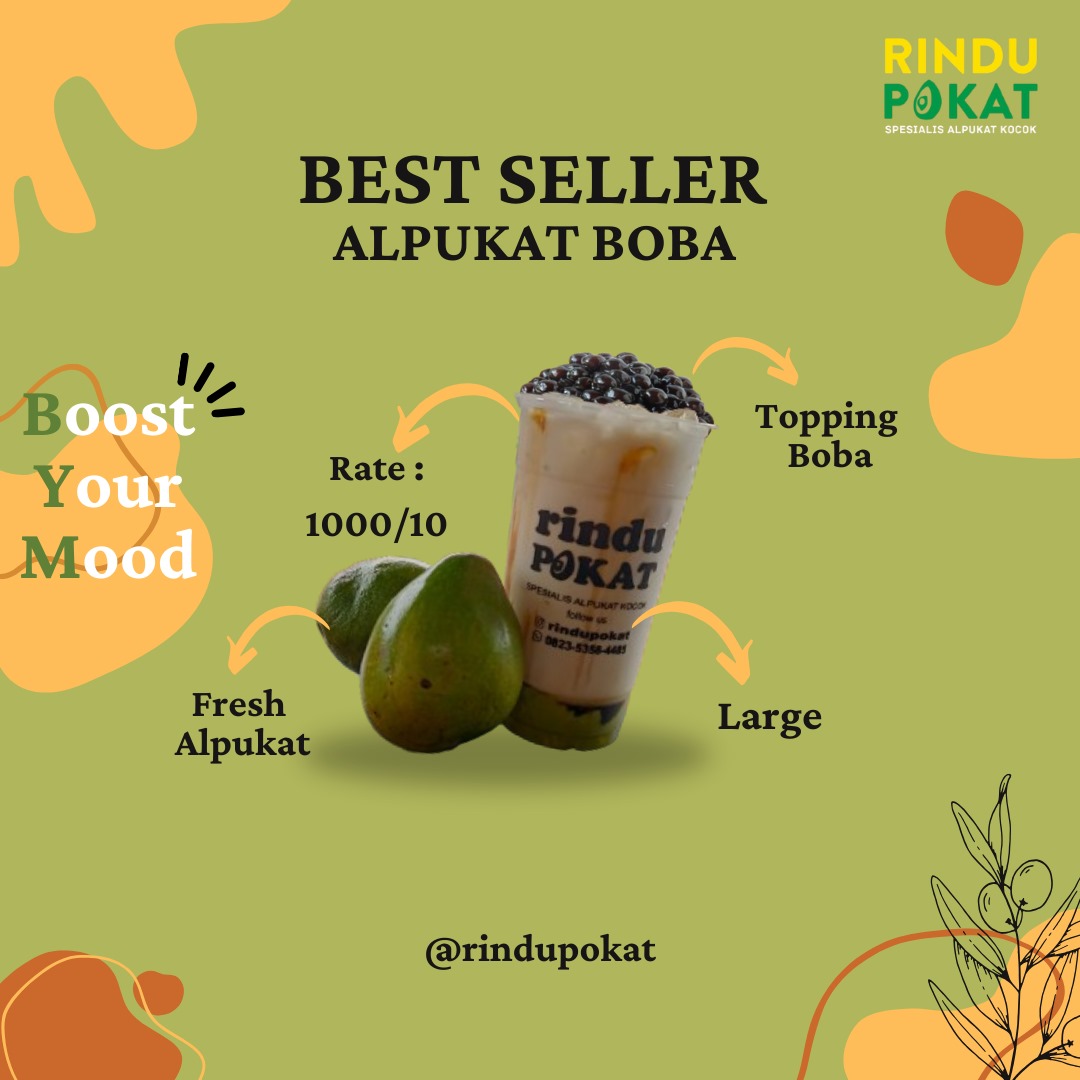 RINDU
POKAT
SPESIALIS ALPUKAT KOCOK
BEST SELLER
ALPUKAT BOBA
Boost
Your
Mood
Rate :
1000/10
Topping
Boba
rindu
POKAT
SPESIALIS ALPUKAT KOCOK
follow us
rindupokat
0823-5358-4485
Fresh
Alpukat
Large
@rindupokat